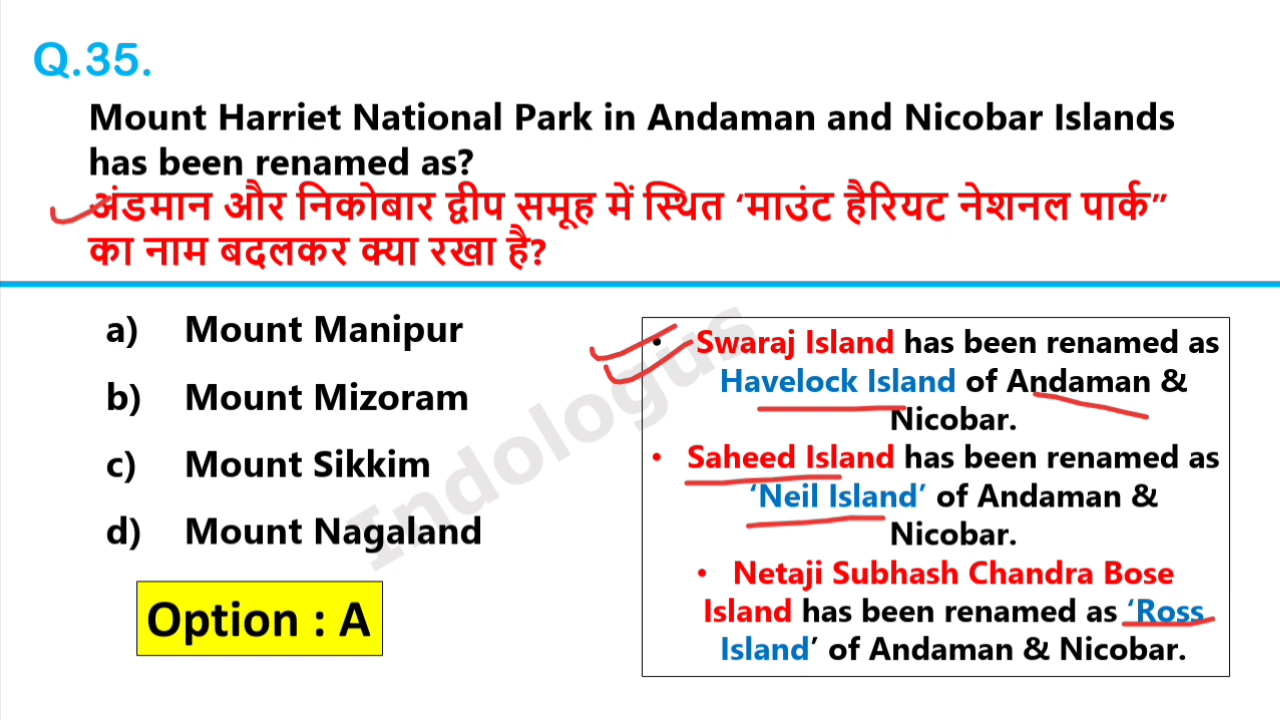 Q.35.
Mount Harriet National Park in Andaman and Nicobar Islands
has been renamed as?
अंडमान और निकोबार द्वीप समूह में स्थित ‘माउंट हैरियट नेशनल पार्क”
का नाम बदलकर क्या रखा है?
a) Mount Manipur
b) Mount Mizoram
c) Mount Sikkim
d) Mount Nagaland
Option : A
• Swaraj Island has been renamed as
Havelock Island of Andaman &
Nicobar.
• Saheed Island has been renamed as
‘Neil Island’ of Andaman &
Nicobar.
• Netaji Subhash Chandra Bose
Island has been renamed as ‘Ross
Island’ of Andaman & Nicobar.
Indologus